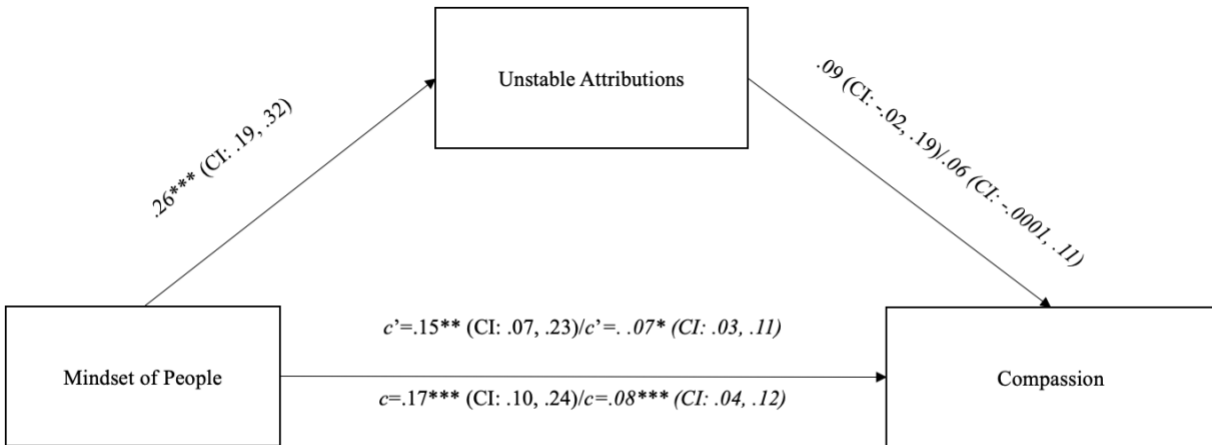 Unstable Attributions
.26*** (CI: .19, .32)
.09 (CI: -.02, .19)/.06 (CI: -.0001, .11)
c’=.15** (CI: .07, .23)/c’=. .07* (CI: .03, .11)
Mindset of People
Compassion
c=.17*** (CI: .10, .24)/c=.08*** (CI: .04, .12)